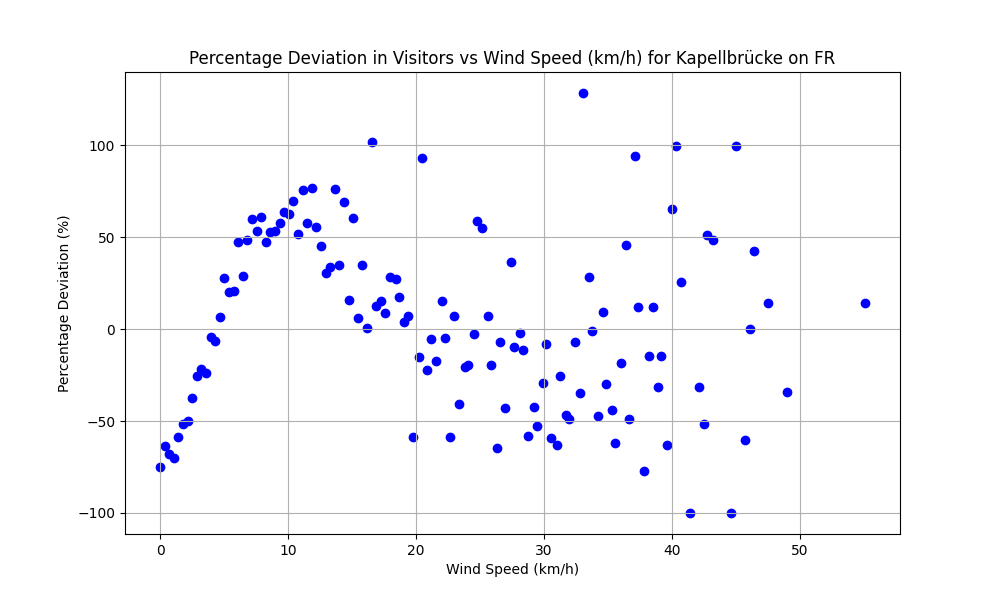 Percentage Deviation in Visitors vs Wind Speed (km/h) for Kapellbrücke on FR
Percentage Deviation (%)
100
50
0
−50
−100
0 10 20 30 40 50
Wind Speed (km/h)